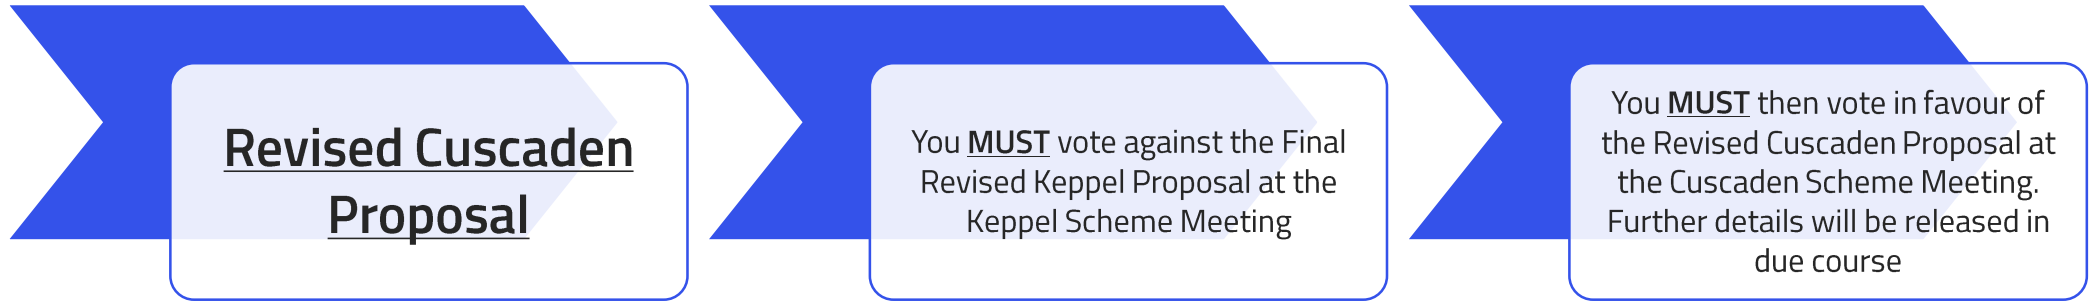 Revised Cuscaden
Proposal
You MUST vote against the Final
Revised Keppel Proposal at the
Keppel Scheme Meeting
You MUST then vote in favour of
the Revised Cuscaden Proposal at
the Cuscaden Scheme Meeting.
Further details will be released in
due course